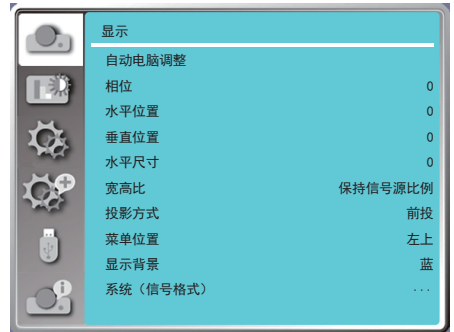 显示
自动电脑调整
相位 0
水平位置 0
垂直位置 0
水平尺寸 0
宽高比 保持信号源比例
投影方式 前投
菜单位置 左上
显示背景 蓝
系统（信号格式） ...